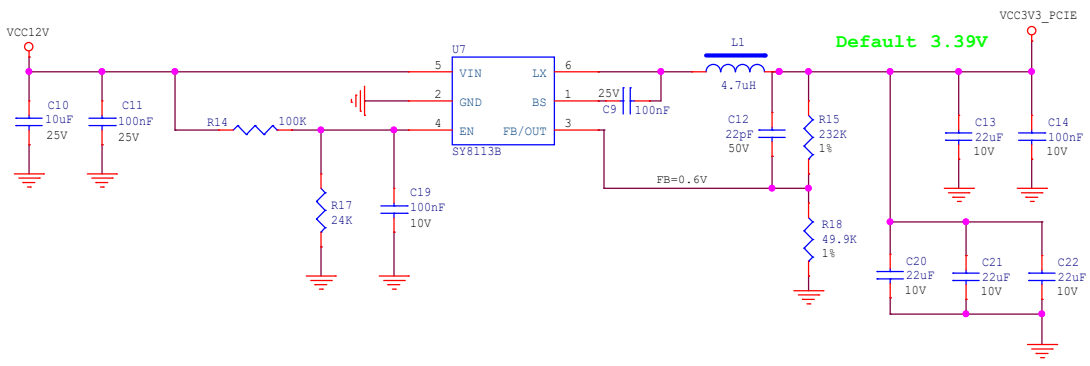 VCC12V
VCC3V3_PCIE
Default 3.39V
U7
L1
4.7uH
5
VIN
LX
6
2
GND
BS
1
4
EN
FB/OUT
3
SY8113B
C10
10uF
25V
C11
100nF
25V
R14
100K
25V
C9
100nF
C12
22pF
50V
R15
232K
1%
C13
22uF
10V
C14
100nF
10V
FB=0.6V
R17
24K
C19
100nF
10V
R18
49.9K
1%
C20
22uF
10V
C21
22uF
10V
C22
22uF
10V